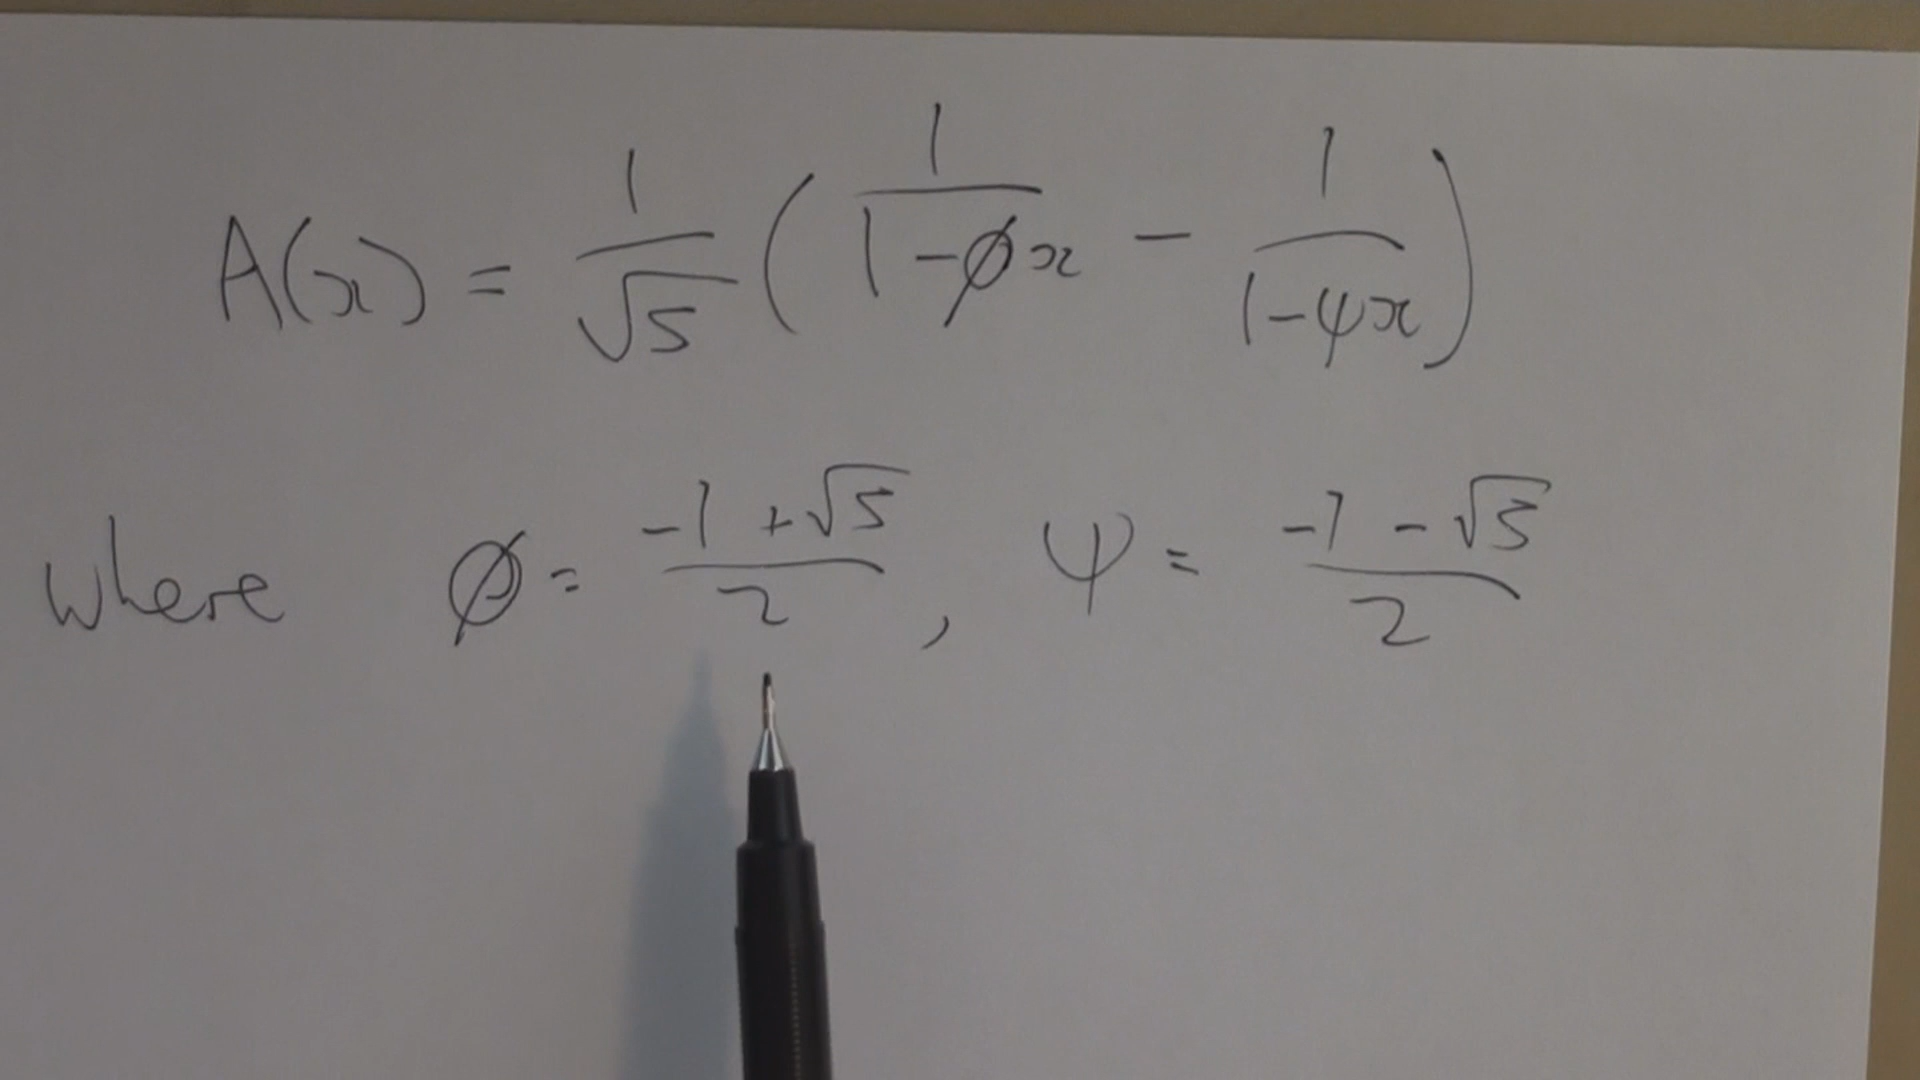 A(x) = 1/√5 ( 1/(1-φx) - 1/(1-ψx) )
where φ = (-1 + √5)/2 , ψ = (-1 - √5)/2